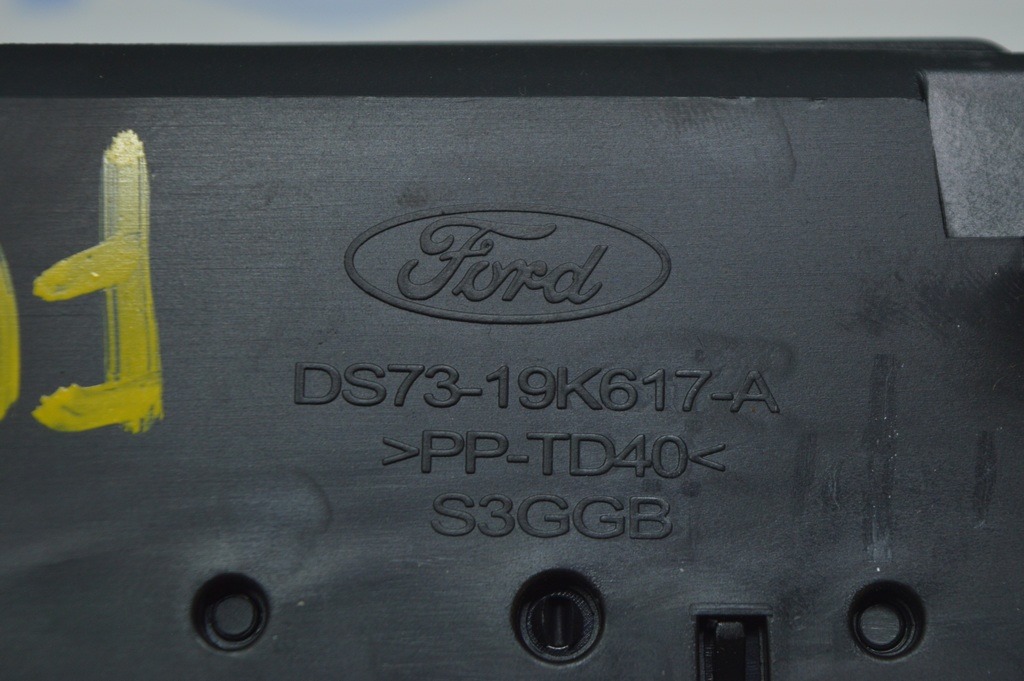 Ford
DS73-19K617-A
>PP-TD40<
S3GGB